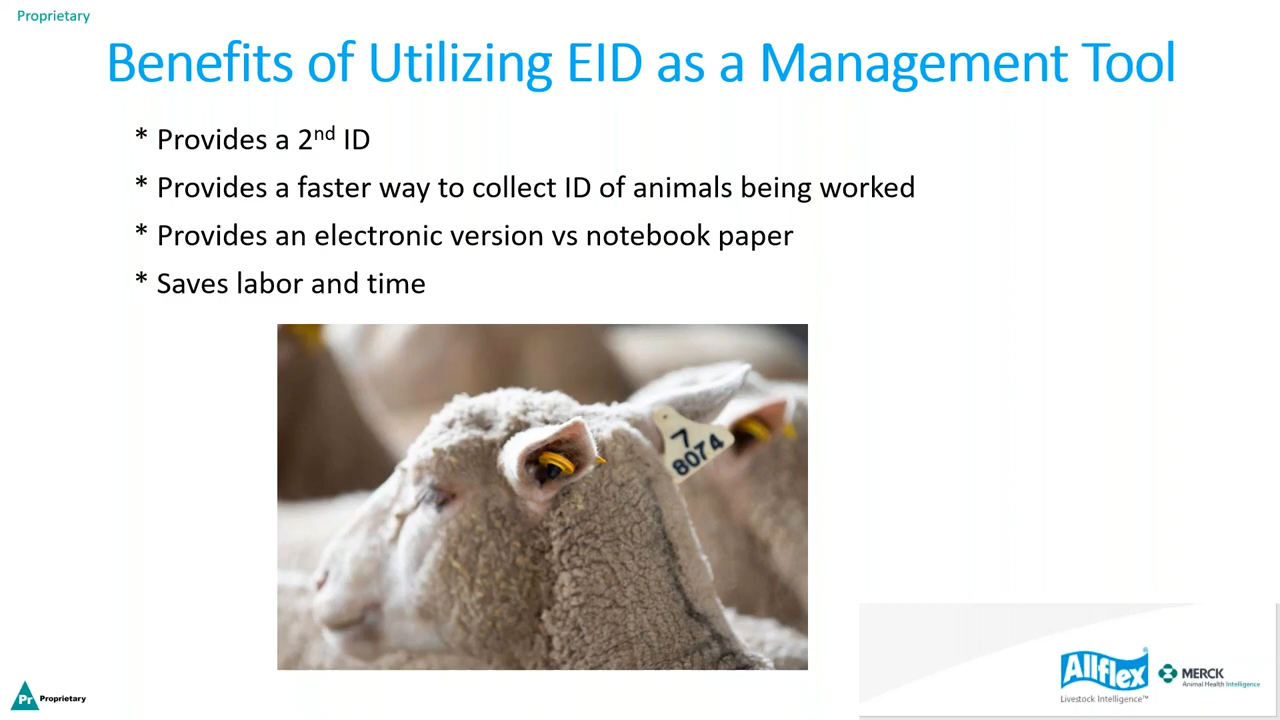 Proprietary
Benefits of Utilizing EID as a Management Tool
* Provides a 2nd ID
* Provides a faster way to collect ID of animals being worked
* Provides an electronic version vs notebook paper
* Saves labor and time
7
8074
Allflex
Livestock Intelligence™
MERCK
Animal Health Intelligence
Pr Proprietary